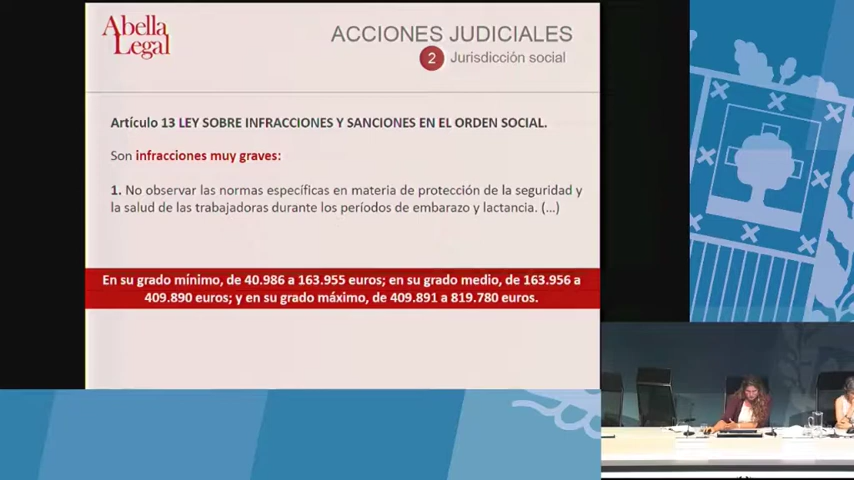 Abella
Legal
ACCIONES JUDICIALES
2 Jurisdicción social
Artículo 13 LEY SOBRE INFRACCIONES Y SANCIONES EN EL ORDEN SOCIAL.
Son infracciones muy graves:
1. No observar las normas específicas en materia de protección de la seguridad y
la salud de las trabajadoras durante los períodos de embarazo y lactancia. (...)
En su grado mínimo, de 40.986 a 163.955 euros; en su grado medio, de 163.956 a
409.890 euros; y en su grado máximo, de 409.891 a 819.780 euros.